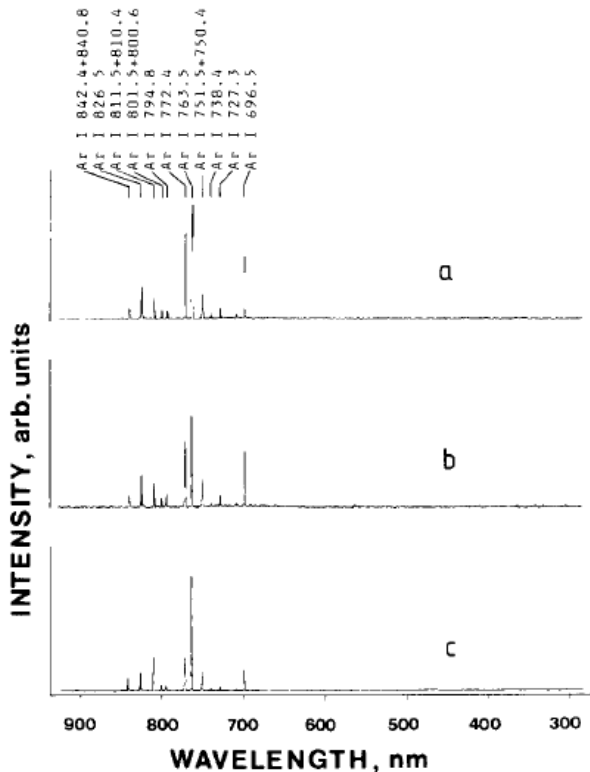 Ar I 842.4+840.8
Ar I 826.5
Ar I 811.5+810.4
Ar I 801.5+800.6
Ar I 794.8
Ar I 772.4
Ar I 763.5
Ar I 751.5+750.4
Ar I 738.4
Ar I 727.3
Ar I 696.5
a
b
c
INTENSITY, arb. units
900 800 700 600 500 400 300
WAVELENGTH, nm